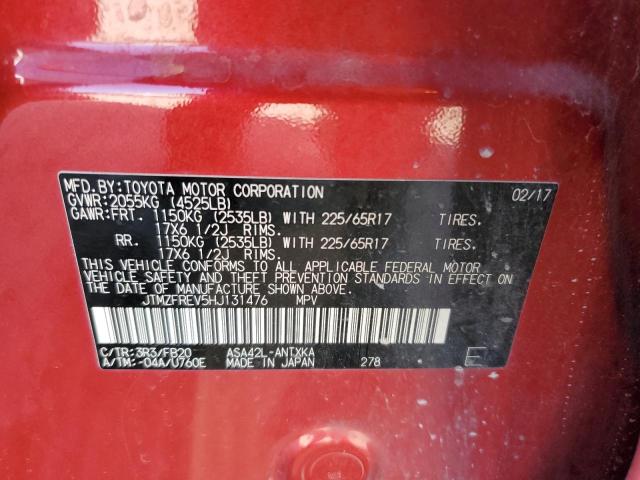 MFD.BY:TOYOTA MOTOR CORPORATION 02/17
GVWR:2055KG (4525LB)
GAWR:FRT. 1150KG (2535LB) WITH 225/65R17 TIRES.
17X6 1/2J RIMS.
RR. 1150KG (2535LB) WITH 225/65R17 TIRES.
17X6 1/2J RIMS.
THIS VEHICLE CONFORMS TO ALL APPLICABLE FEDERAL MOTOR
VEHICLE SAFETY AND THEFT PREVENTION STANDARDS IN EFFECT ON
THE DATE OF MANUFACTURE SHOWN ABOVE.
JTMZFREV5HJ131476 MPV
C/TR:3R3/FB20 ASA42L-ANTXKA
A/TM:-04A/U760E MADE IN JAPAN 278 E